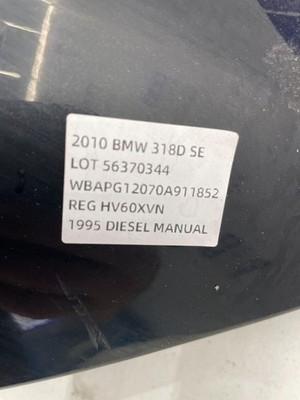 2010 BMW 318D SE
LOT 56370344
WBAPG12070A911852
REG HV60XVN
1995 DIESEL MANUAL